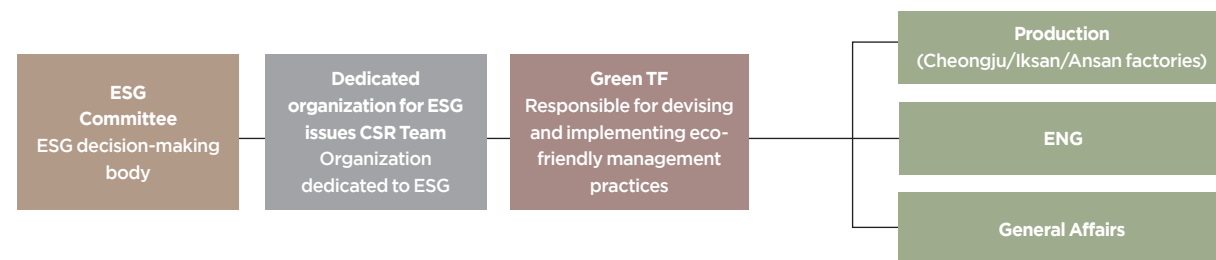 ESG
Committee
ESG decision-making
body
Dedicated
organization for ESG
issues CSR Team
Organization
dedicated to ESG
Green TF
Responsible for devising
and implementing eco-
friendly management
practices
Production
(Cheongju/Iksan/Ansan factories)
ENG
General Affairs